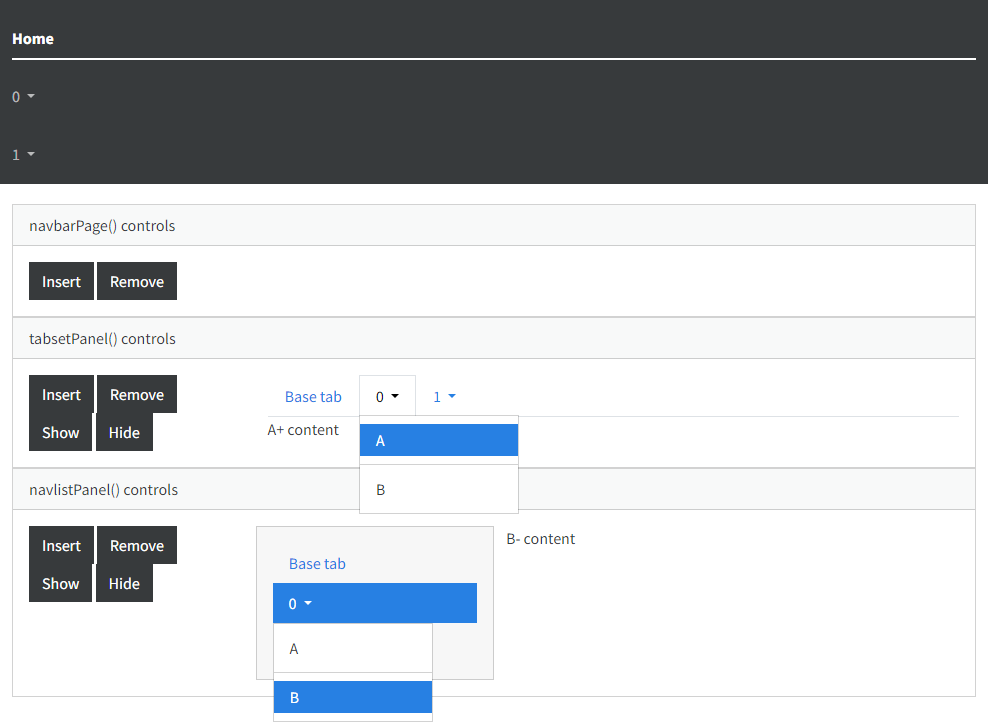 Home
0
1
navbarPage() controls
Insert Remove
tabsetPanel() controls
Insert Remove
Show Hide
Base tab 0 1
A+ content
A
B
navlistPanel() controls
Insert Remove
Show Hide
Base tab
0
A
B
B- content